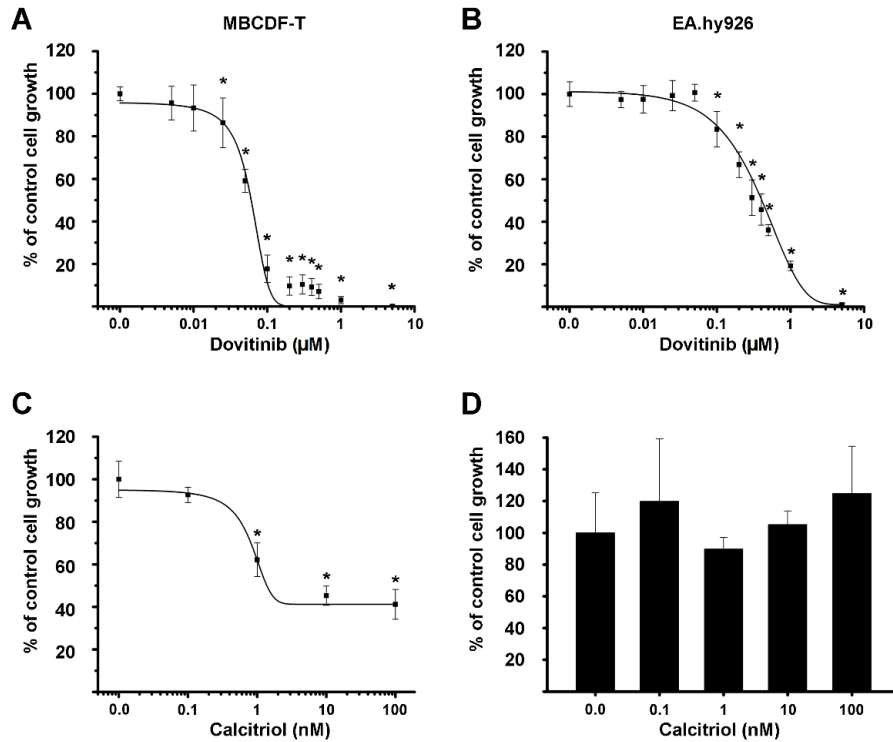 A
MBCDF-T
120
100
80
60
40
20
% of control cell growth
* * * * * * * * *
0.0 0.01 0.1 1 10
Dovitinib (µM)
B
EA.hy926
120
100
80
60
40
20
% of control cell growth
* * * * * * *
0.0 0.01 0.1 1 10
Dovitinib (µM)
C
120
100
80
60
40
20
% of control cell growth
* * *
0.0 0.1 1 10 100
Calcitriol (nM)
D
160
140
120
100
80
60
40
20
% of control cell growth
0.0 0.1 1 10 100
Calcitriol (nM)